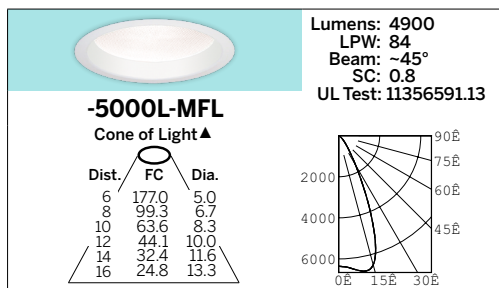 -5000L-MFL
Cone of Light▲
Dist. FC Dia.
6 177.0 5.0
8 99.3 6.7
10 63.6 8.3
12 44.1 10.0
14 32.4 11.6
16 24.8 13.3
Lumens: 4900
LPW: 84
Beam: ~45°
SC: 0.8
UL Test: 11356591.13
90Ê
75Ê
2000
60Ê
4000
45Ê
6000
0Ê 15Ê 30Ê